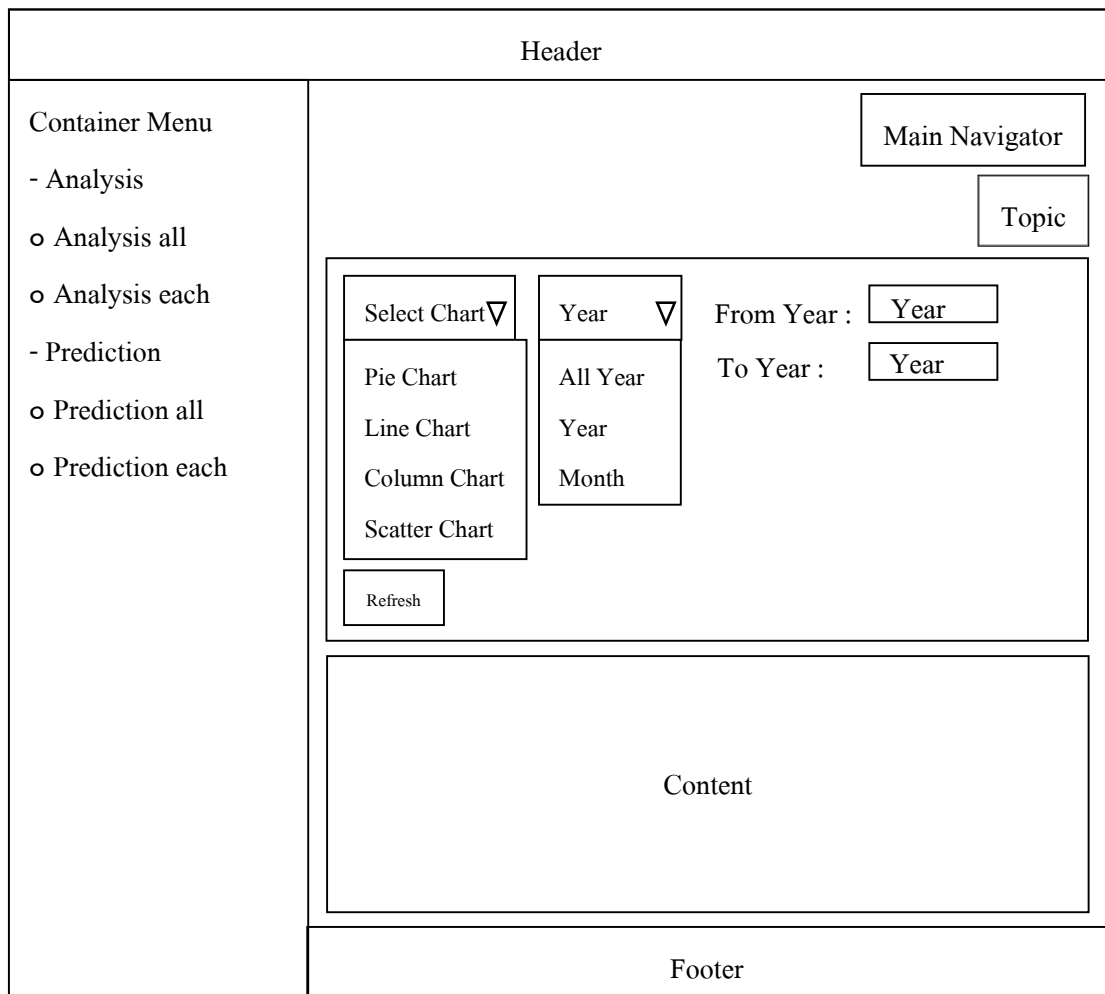 Header
Container Menu
- Analysis
o Analysis all
o Analysis each
- Prediction
o Prediction all
o Prediction each
Main Navigator
Topic
Select Chart
Pie Chart
Line Chart
Column Chart
Scatter Chart
Year
All Year
Year
Month
From Year : Year
To Year : Year
Refresh
Content
Footer